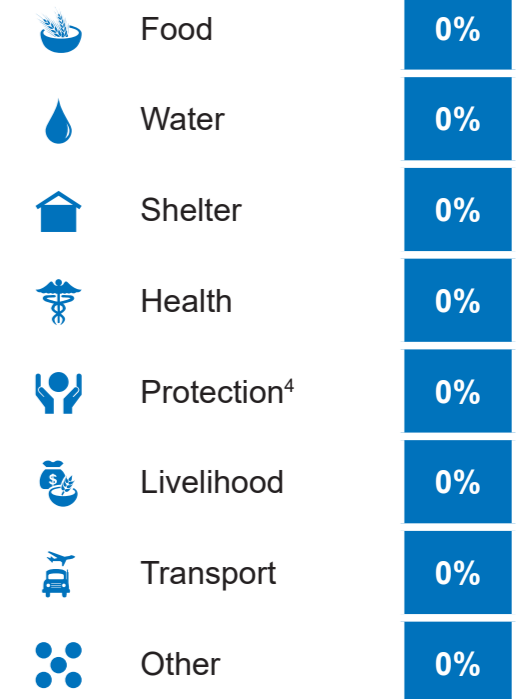 Food 0%
Water 0%
Shelter 0%
Health 0%
Protection⁴ 0%
$ Livelihood 0%
Transport 0%
Other 0%